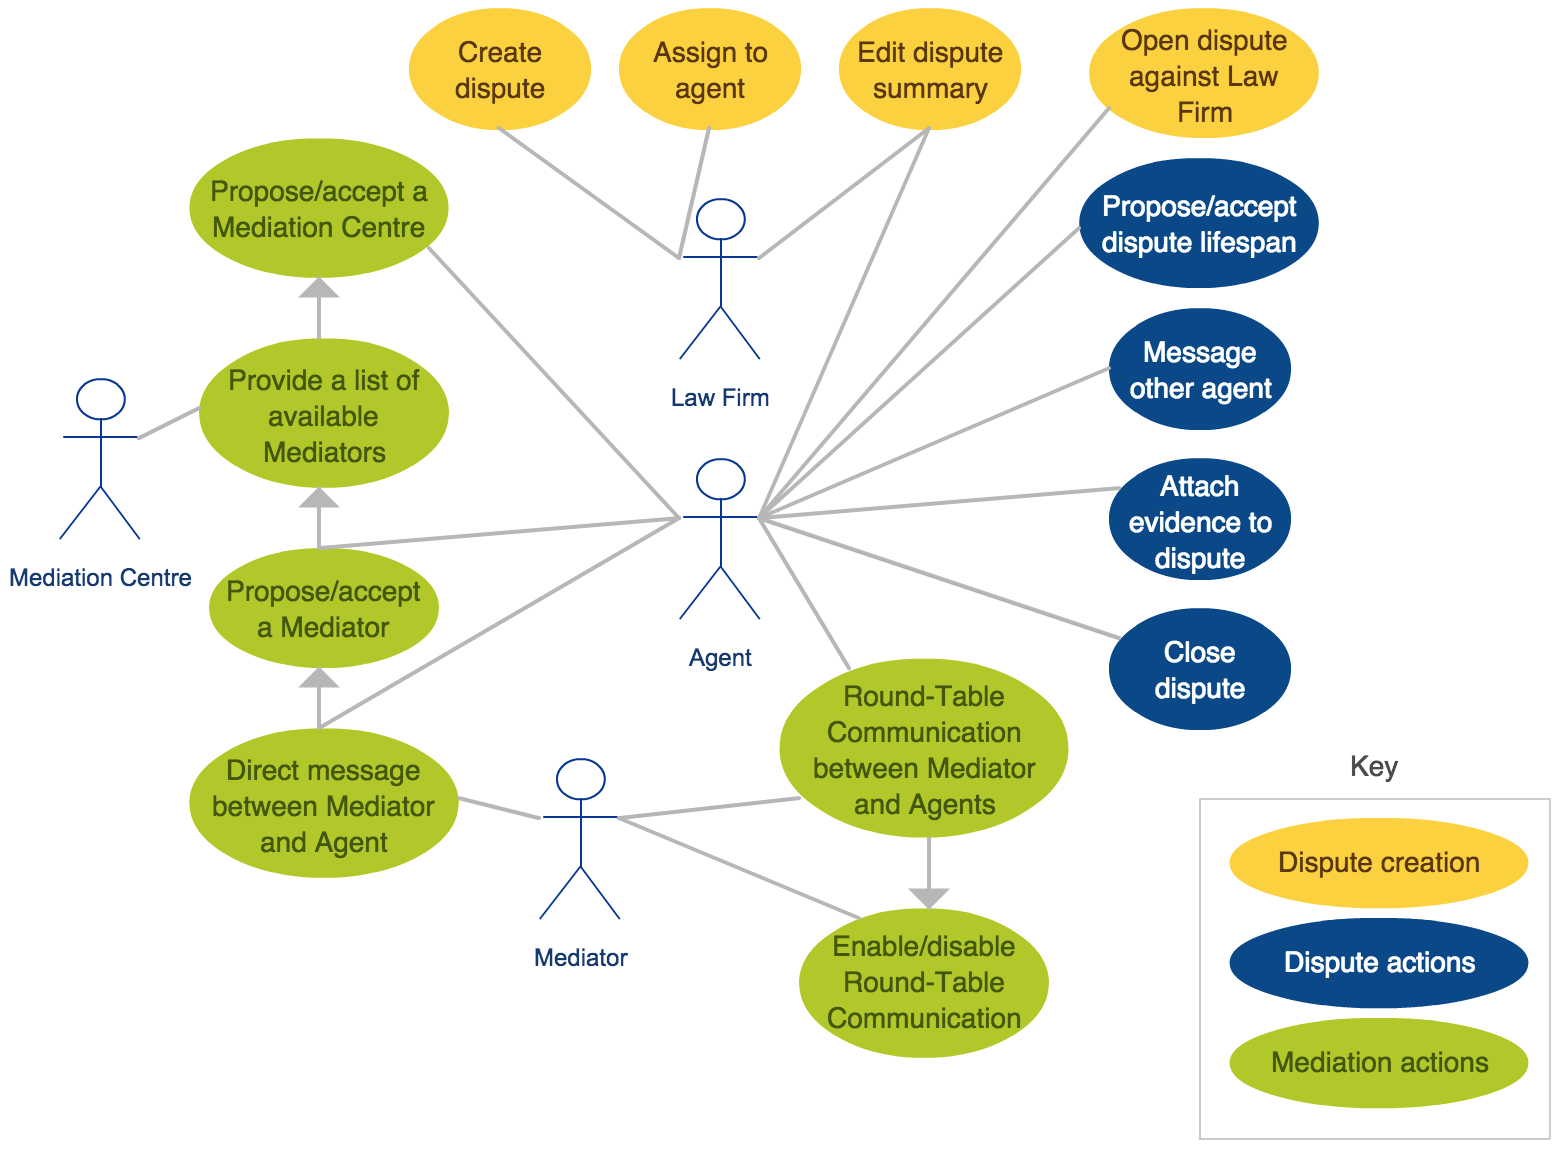 Create
dispute
Assign to
agent
Edit dispute
summary
Open dispute
against Law
Firm
Propose/accept a
Mediation Centre
Propose/accept
dispute lifespan
Law Firm
Message
other agent
Provide a list of
available
Mediators
Mediation Centre
Attach
evidence to
dispute
Propose/accept
a Mediator
Agent
Close
dispute
Direct message
between Mediator
and Agent
Round-Table
Communication
between Mediator
and Agents
Mediator
Enable/disable
Round-Table
Communication
Key
Dispute creation
Dispute actions
Mediation actions